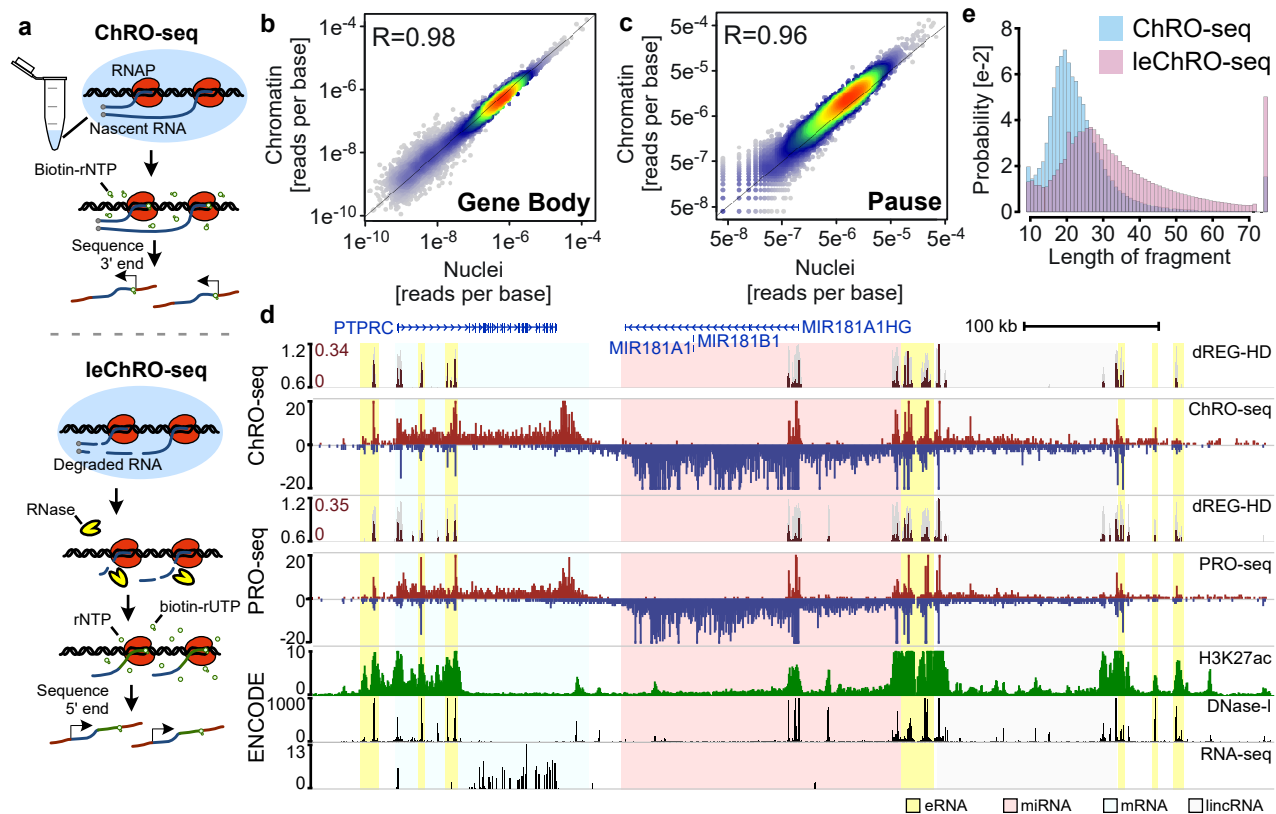 a
ChRO-seq
RNAP
Nascent RNA
Biotin-rNTP
Sequence
3' end
leChRO-seq
Degraded RNA
RNase
rNTP
biotin-rUTP
Sequence
5' end
b
R=0.98
Gene Body
1e-4
1e-6
1e-8
1e-10
Chromatin
[reads per base]
1e-10
1e-8
1e-6
1e-4
Nuclei
[reads per base]
c
R=0.96
Pause
5e-4
5e-5
5e-6
5e-7
5e-8
Chromatin
[reads per base]
5e-8
5e-7
5e-6
5e-5
5e-4
Nuclei
[reads per base]
e
ChRO-seq
leChRO-seq
8
6
4
2
0
Probability [e-2]
10 20 30 40 50 60 70
Length of fragment
d
PTPRC
MIR181A1HG
MIR181A1
MIR181B1
100 kb
ChRO-seq
1.2
0.6
0.34
0
dREG-HD
20
0
-20
ChRO-seq
PRO-seq
1.2
0.6
0.35
0
dREG-HD
20
0
-20
PRO-seq
ENCODE
10
0
H3K27ac
1000
0
DNase-I
13
0
RNA-seq
eRNA
miRNA
mRNA
lincRNA